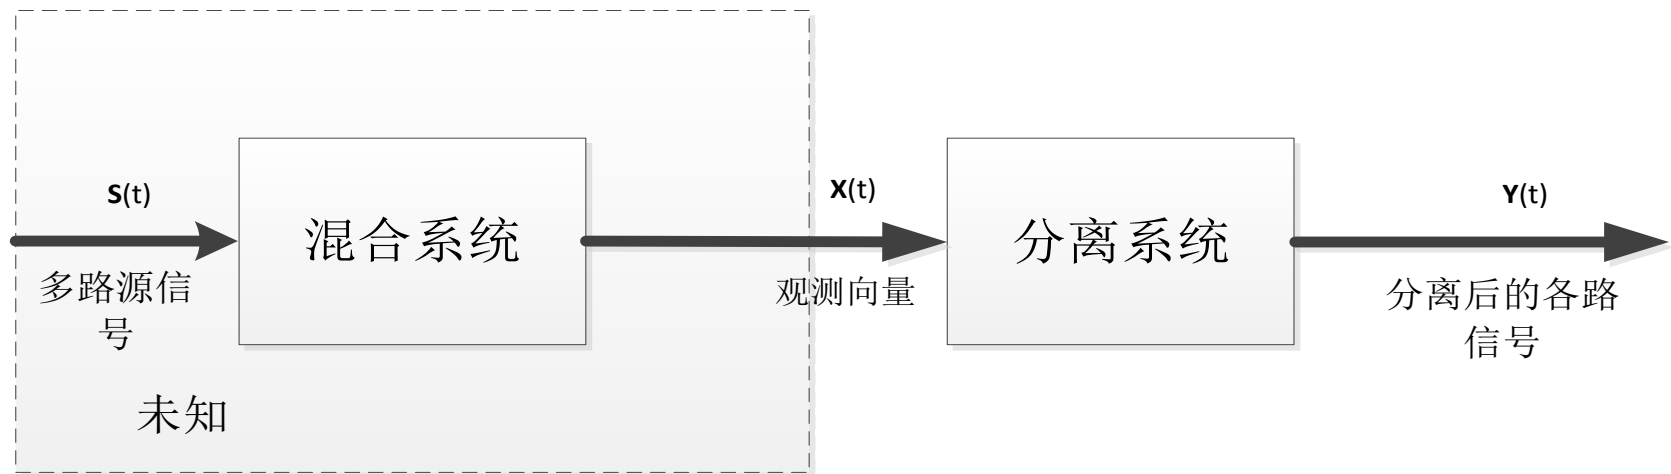 S(t)
混合系统
多路源信
号
未知
X(t)
观测向量
分离系统
Y(t)
分离后的各路
信号